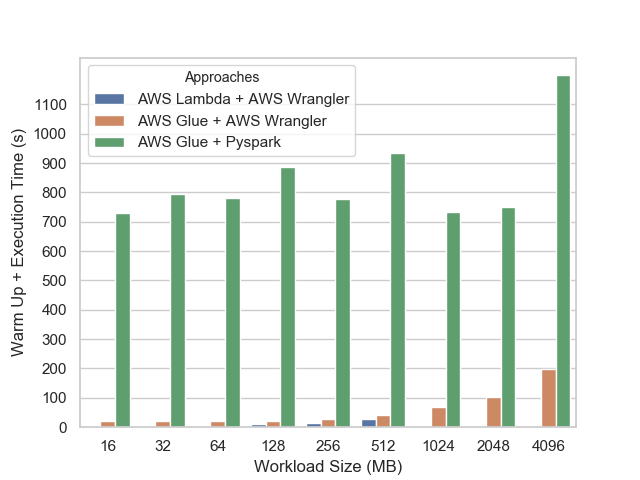 Approaches
AWS Lambda + AWS Wrangler
AWS Glue + AWS Wrangler
AWS Glue + Pyspark
Warm Up + Execution Time (s)
1100
1000
900
800
700
600
500
400
300
200
100
0
16 32 64 128 256 512 1024 2048 4096
Workload Size (MB)